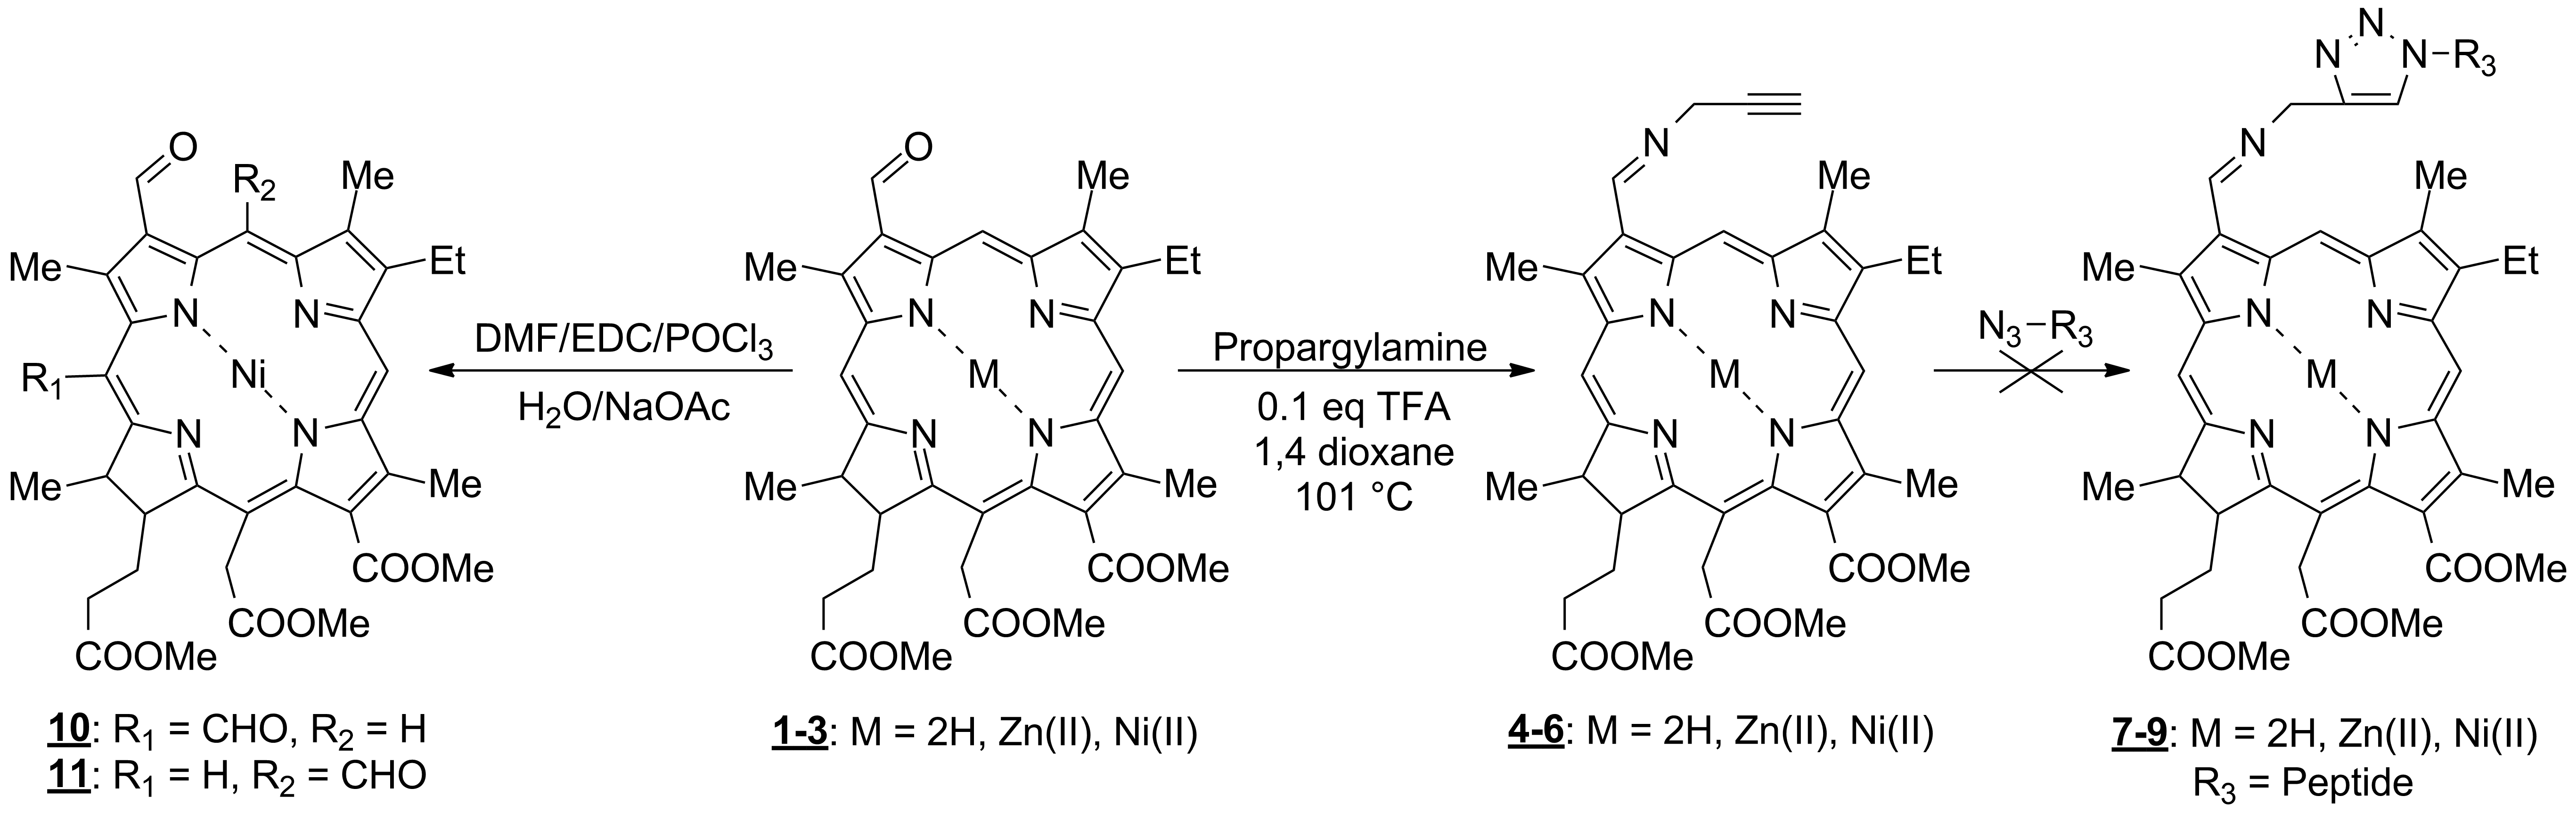 O
R2
Me
Me
Et
N
N
R1
Ni
N
N
Me
Me
COOMe
COOMe
COOMe
10: R1 = CHO, R2 = H
11: R1 = H, R2 = CHO
DMF/EDC/POCl3
H2O/NaOAc
O
Me
Me
Et
N
N
M
N
N
Me
Me
COOMe
COOMe
COOMe
1-3: M = 2H, Zn(II), Ni(II)
Propargylamine
0.1 eq TFA
1,4 dioxane
101 °C
N
Me
Me
Et
N
N
M
N
N
Me
Me
COOMe
COOMe
COOMe
4-6: M = 2H, Zn(II), Ni(II)
N3–R3
N
N
N–R3
N
Me
Me
Et
N
N
M
N
N
Me
Me
COOMe
COOMe
COOMe
7-9: M = 2H, Zn(II), Ni(II)
R3 = Peptide